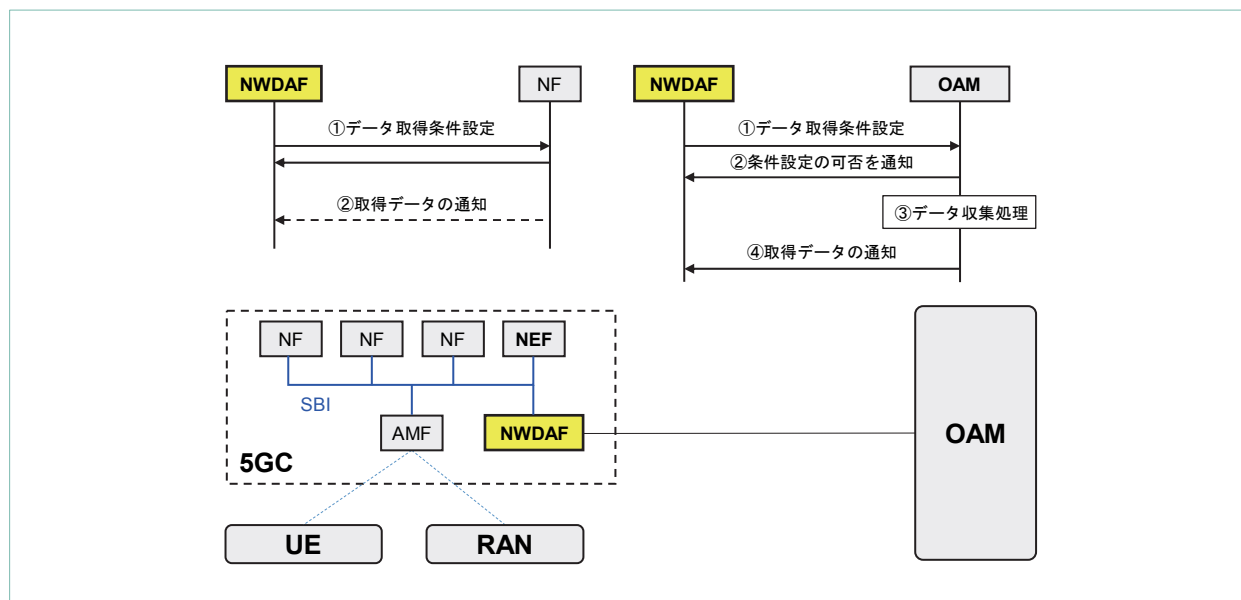 NWDAF
NF
①データ取得条件設定
②取得データの通知
NWDAF
OAM
①データ取得条件設定
②条件設定の可否を通知
③データ収集処理
④取得データの通知
NF
NF
NF
NEF
SBI
AMF
NWDAF
5GC
OAM
UE
RAN